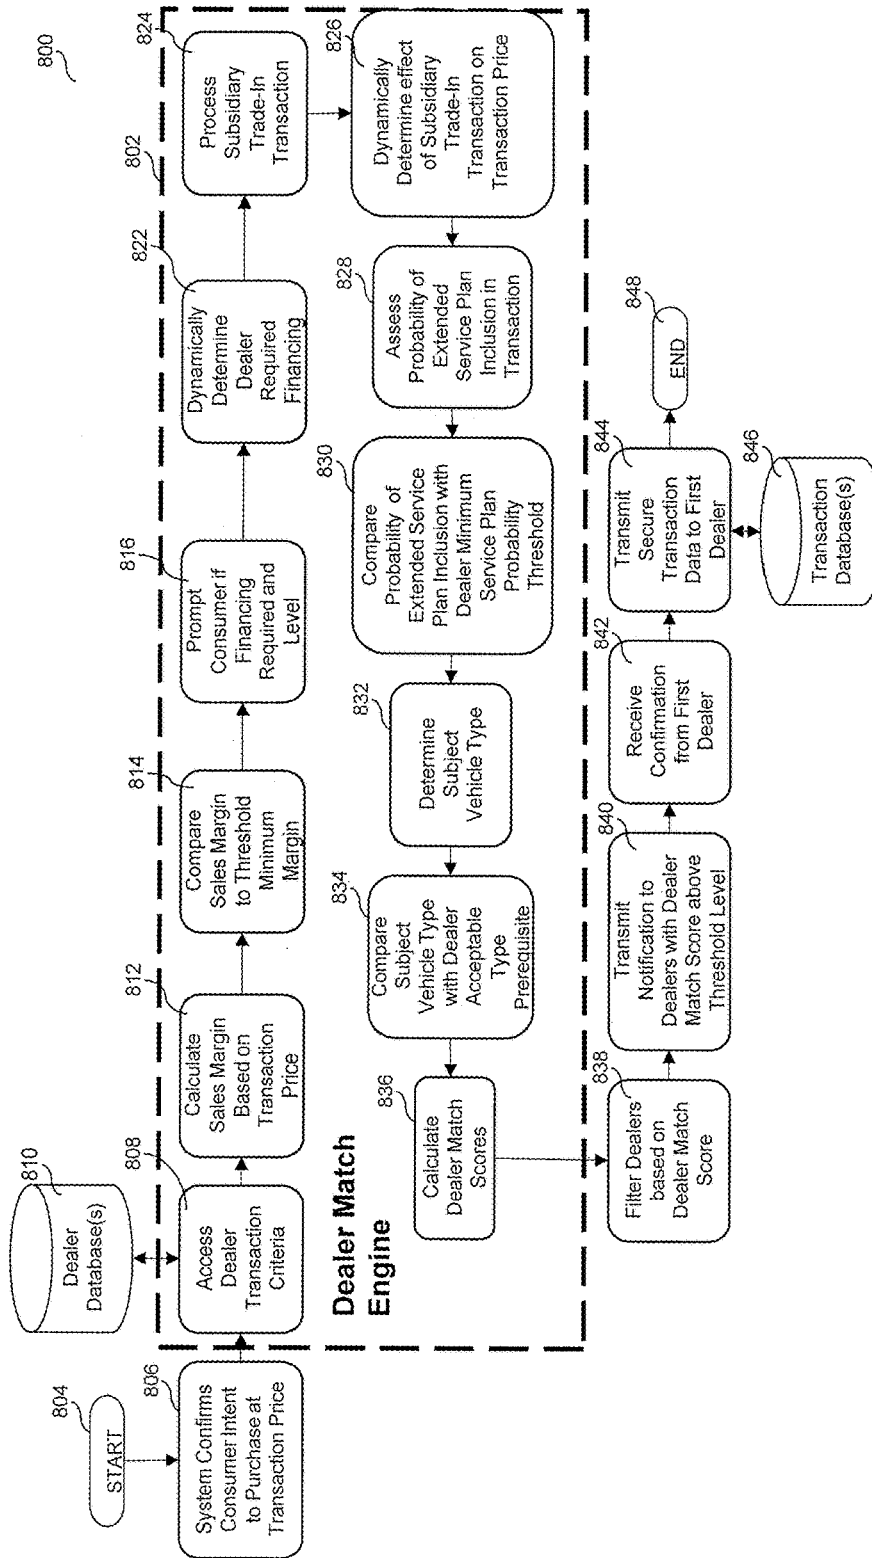 800
START
804
System Confirms
Consumer Intent
to Purchase at
Transaction Price
806
Dealer
Database(s)
810
Access
Dealer
Transaction
Criteria
808
Calculate
Sales Margin
Based on
Transaction
Price
812
Compare
Sales Margin
to Threshold
Minimum
Margin
814
Prompt
Consumer if
Financing
Required and
Level
816
Dynamically
Determine
Dealer
Required
Financing
822
Process
Subsidiary
Trade-In
Transaction
824
802
Dynamically
Determine effect
of Subsidiary
Trade-In
Transaction on
Transaction Price
826
Assess
Probability of
Extended
Service Plan
Inclusion in
Transaction
828
Compare
Probability of
Extended Service
Plan Inclusion with
Dealer Minimum
Service Plan
Probability
Threshold
830
Determine
Subject
Vehicle Type
832
Compare
Subject
Vehicle Type
with Dealer
Acceptable
Type
Prerequisite
834
Calculate
Dealer Match
Scores
836
Dealer Match
Engine
Filter Dealers
based on
Dealer Match
Score
838
Transmit
Notification to
Dealers with Dealer
Match Score above
Threshold Level
840
Receive
Confirmation
from First
Dealer
842
Transmit
Secure
Transaction
Data to First
Dealer
844
Transaction
Database(s)
846
END
848